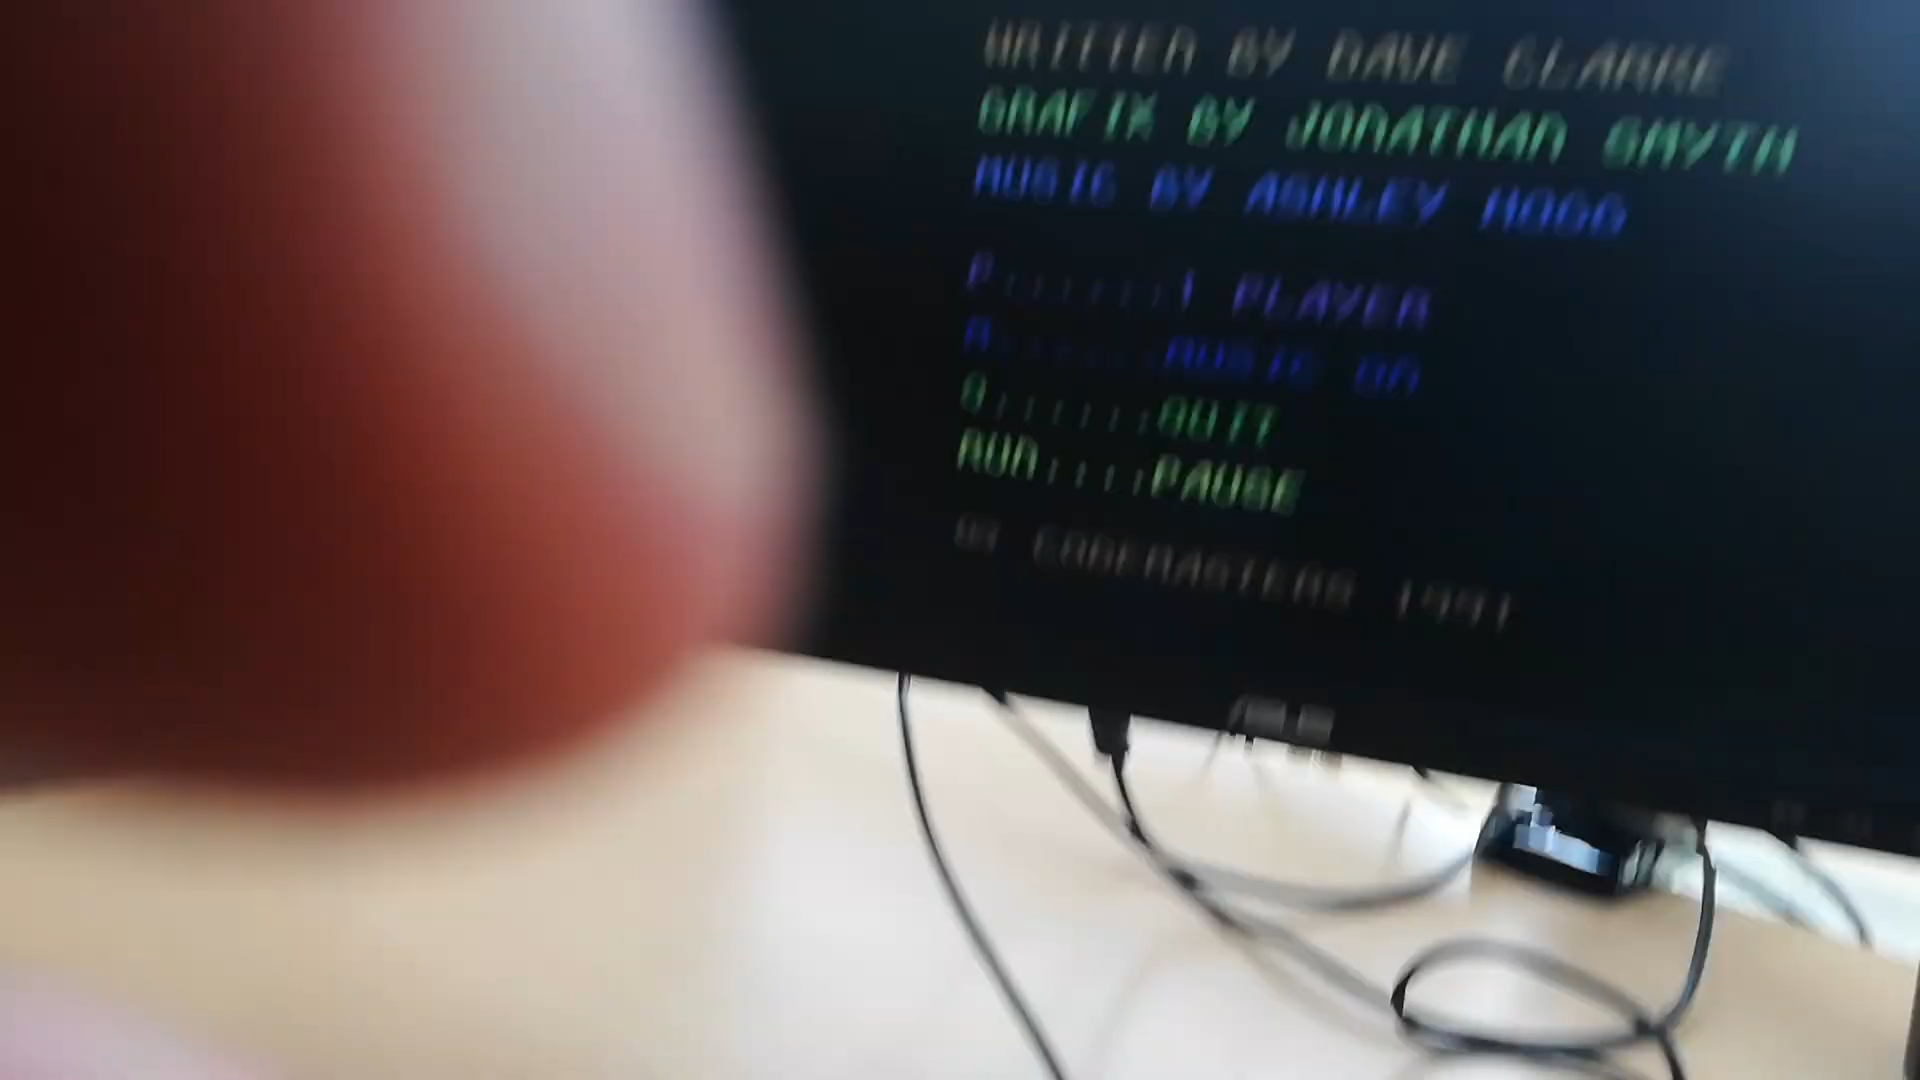 WRITTEN BY DAVE CLARKE
GRAFIX BY JONATHAN SMYTH
MUSIC BY ASHLEY HOGG
P:::::::1 PLAYER
M:::::::MUSIC ON
Q:::::::QUIT
RUN:::::PAUSE
CODEMASTERS 1991